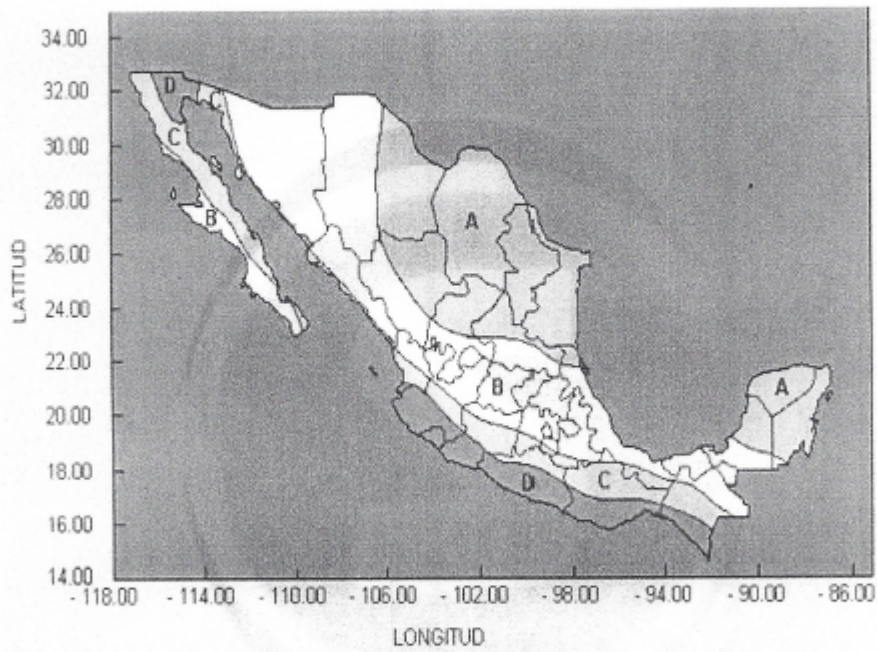 34.00
32.00
30.00
28.00
26.00
24.00
22.00
20.00
18.00
16.00
14.00
LATITUD
D
C
C
B
A
B
A
D
C
- 118.00 - 114.00 - 110.00 - 106.00 - 102.00 - 98.00 - 94.00 - 90.00 - 86.00
LONGITUD